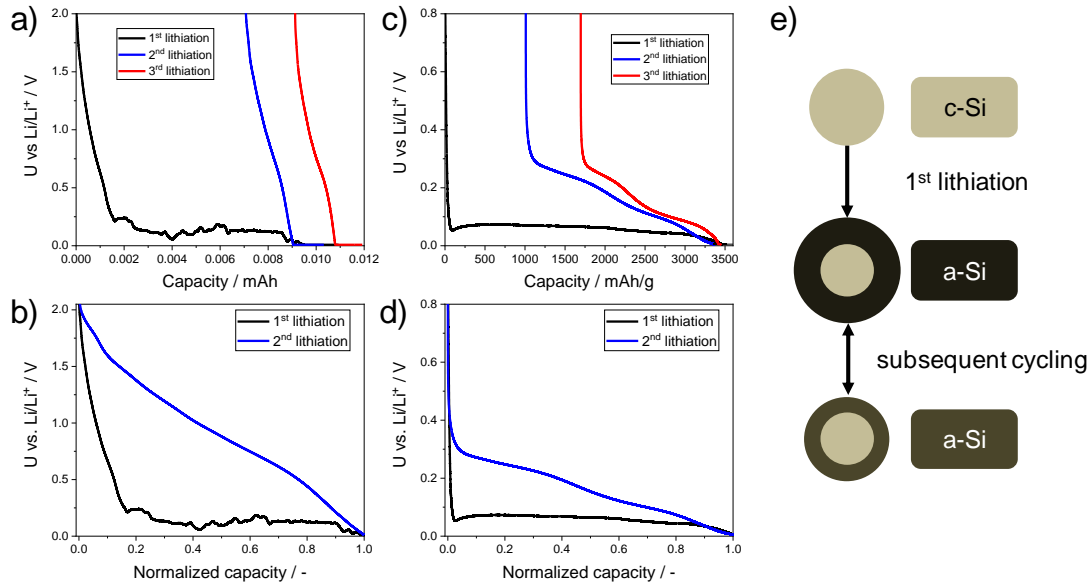 a)
2.0
1.5
1.0
0.5
0.0
U vs Li/Li⁺ / V
1ˢᵗ lithiation
2ⁿᵈ lithiation
3ʳᵈ lithiation
0.000 0.002 0.004 0.006 0.008 0.010 0.012
Capacity / mAh
c)
0.8
0.6
0.4
0.2
0.0
U vs Li/Li⁺ / V
1ˢᵗ lithiation
2ⁿᵈ lithiation
3ⁿᵈ lithiation
0 500 1000 1500 2000 2500 3000 3500
Capacity / mAh/g
b)
2.0
1.5
1.0
0.5
0.0
U vs. Li/Li⁺ / V
1ˢᵗ lithiation
2ⁿᵈ lithiation
0.0 0.2 0.4 0.6 0.8 1.0
Normalized capacity / -
d)
0.8
0.6
0.4
0.2
0.0
U vs. Li/Li⁺ / V
1ˢᵗ lithiation
2ⁿᵈ lithiation
0.0 0.2 0.4 0.6 0.8 1.0
Normalized capacity / -
e)
c-Si
1ˢᵗ lithiation
a-Si
subsequent cycling
a-Si